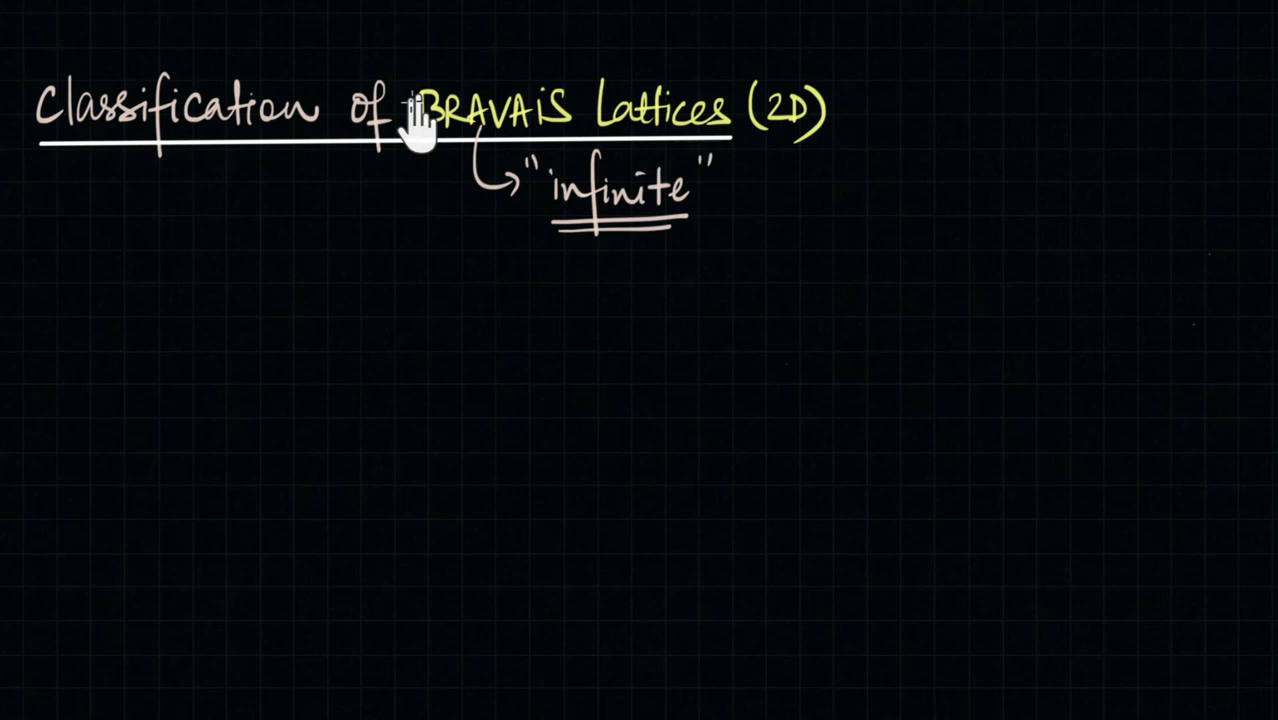 Classification of BRAVAIS Lattices (2D)
"infinite"